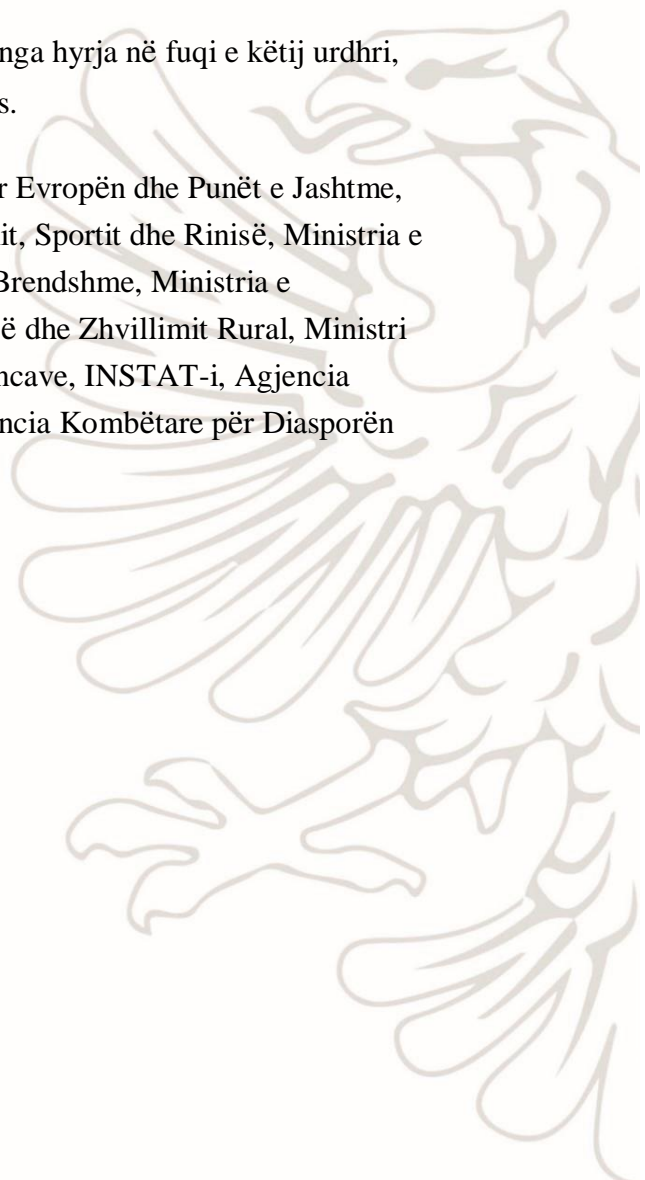 nga hyrja në fuqi e këtij urdhri,
s.
r Evropën dhe Punët e Jashtme,
it, Sportit dhe Rinisë, Ministria e
Brendshme, Ministria e
ë dhe Zhvillimit Rural, Ministri
ncave, INSTAT-i, Agjencia
ncia Kombëtare për Diasporën